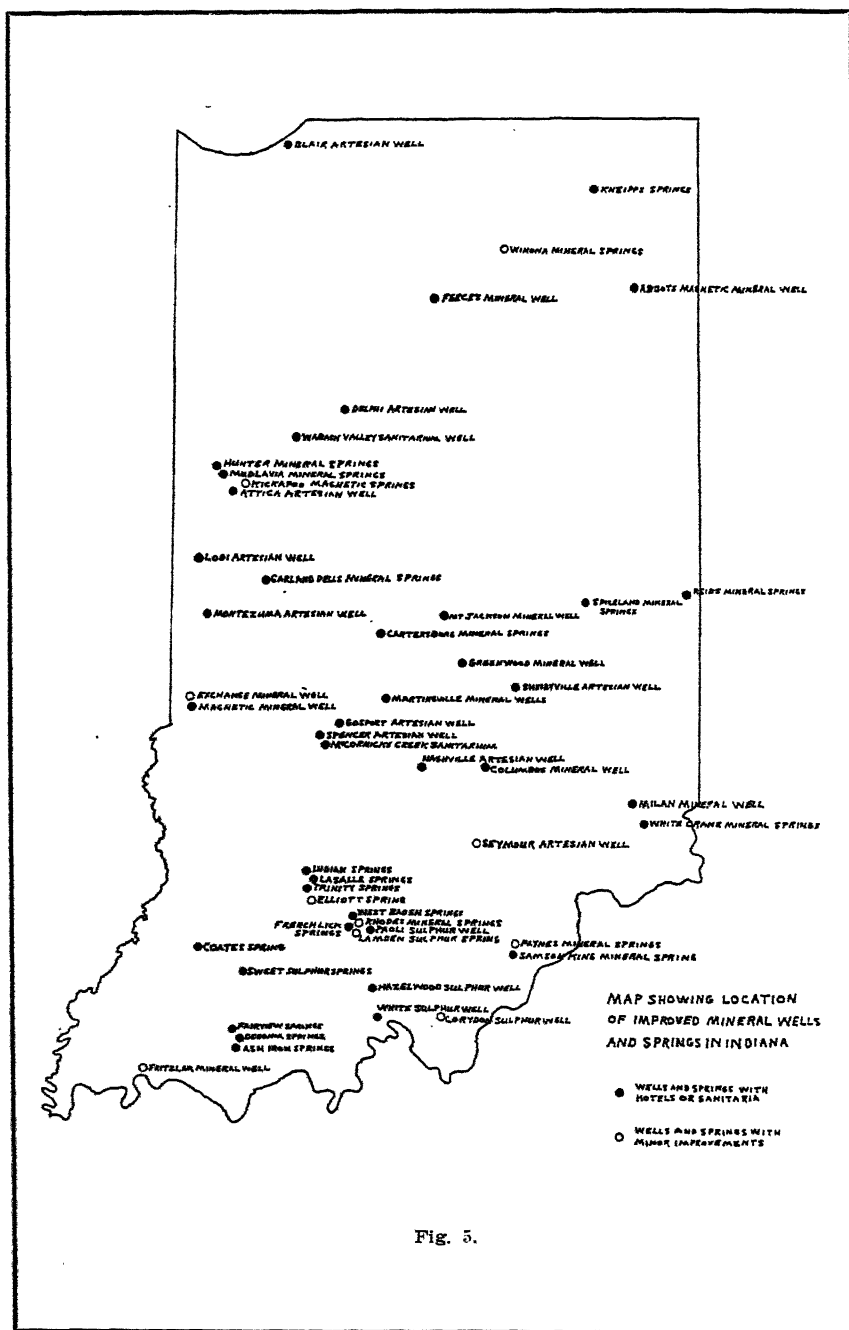 BLAIR ARTESIAN WELL
KNEIPPS SPRINGS
WINONA MINERAL SPRINGS
ABBOTS MAGNETIC MINERAL WELL
MINERAL WELL
DELPHI ARTESIAN WELL
WABASH VALLEY SANITARIUM WELL
HUNTER MINERAL SPRINGS
MUDLAVIA MINERAL SPRINGS
KICKAPOO MAGNETIC SPRINGS
ATTICA ARTESIAN WELL
LODI ARTESIAN WELL
GARLAND DELLS MINERAL SPRINGS
REIDS MINERAL SPRINGS
SPICELAND MINERAL
SPRINGS
MONTEZUMA ARTESIAN WELL
MT JACKSON MINERAL WELL
CARTERSBURG MINERAL SPRINGS
GREENWOOD MINERAL WELL
SHELBYVILLE ARTESIAN WELL
EXCHANGE MINERAL WELL
MARTINSVILLE MINERAL WELLS
MAGNETIC MINERAL WELL
GOSPORT ARTESIAN WELL
SPENCER ARTESIAN WELL
CREEK SANITARIUM
NASHVILLE ARTESIAN WELL
COLUMBUS MINERAL WELL
MILAN MINERAL WELL
WHITE CRANE MINERAL SPRINGS
SEYMOUR ARTESIAN WELL
INDIAN SPRINGS
LASALLE SPRINGS
TRINITY SPRINGS
ELLIOTT SPRING
WEST BADEN SPRINGS
RHODES MINERAL SPRINGS
FRENCH LICK
SPRINGS
PAOLI SULPHUR WELL
LAMDEN SULPHUR SPRING
COATES SPRING
PAYNES MINERAL SPRINGS
SAMSON KING MINERAL SPRING
SWEET SULPHUR SPRINGS
HAZELWOOD SULPHUR WELL
WHITE SULPHUR WELL
CORYDON SULPHUR WELL
FAIRVIEW SPRINGS
DEGONIA SPRINGS
ASH IRON SPRINGS
FRITZLAR MINERAL WELL
MAP SHOWING LOCATION
OF IMPROVED MINERAL WELLS
AND SPRINGS IN INDIANA
WELLS AND SPRINGS WITH
HOTELS OR SANITARIA
WELLS AND SPRINGS WITH
MINOR IMPROVEMENTS
Fig. 5.